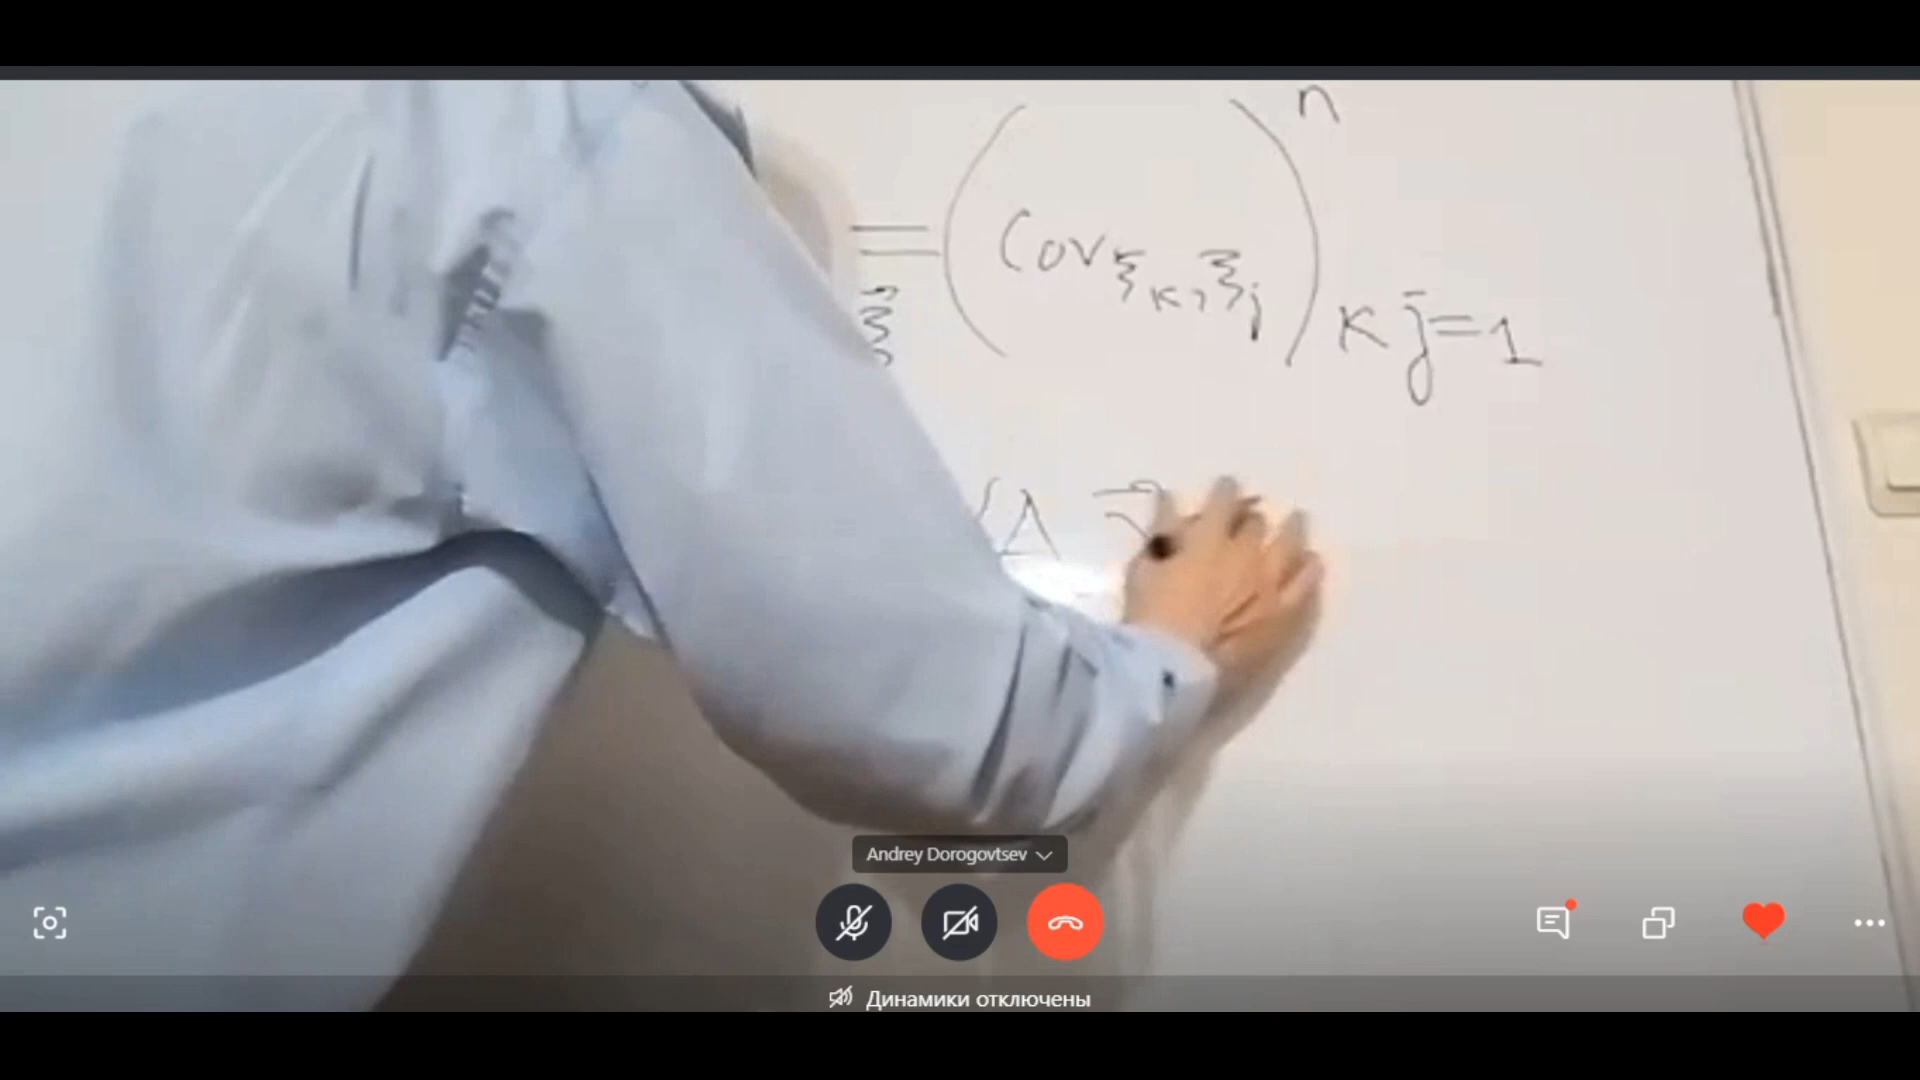 n
= ( Cov ξ_k, ξ_j )
ξ
k j = 1
Andrey Dorogovtsev
Динамики отключены